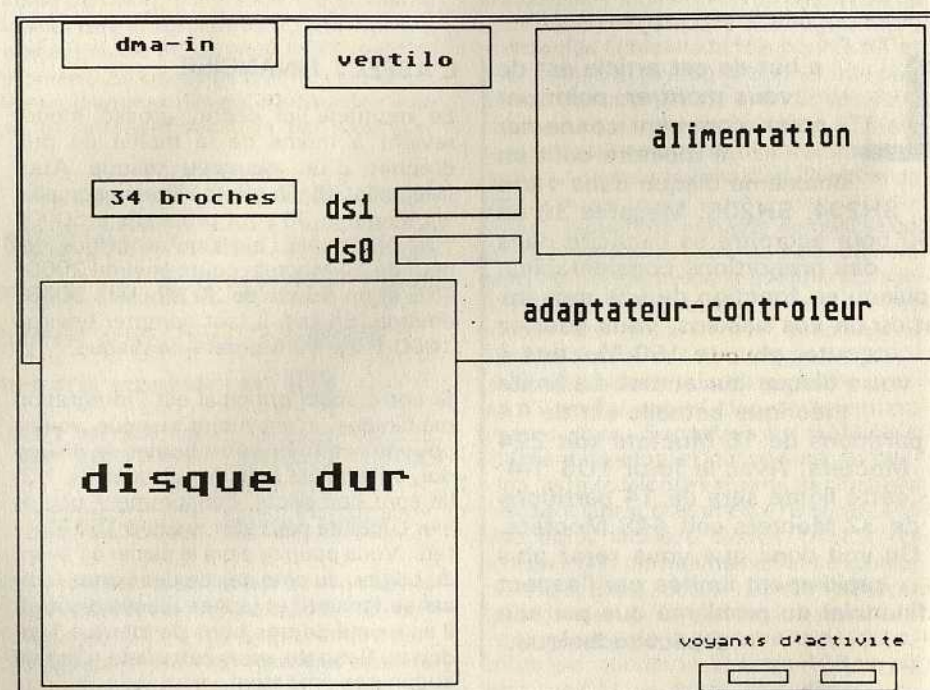 dma-in
ventilo
alimentation
34 broches
ds1
ds0
adaptateur-controleur
disque dur
voyants d'activite